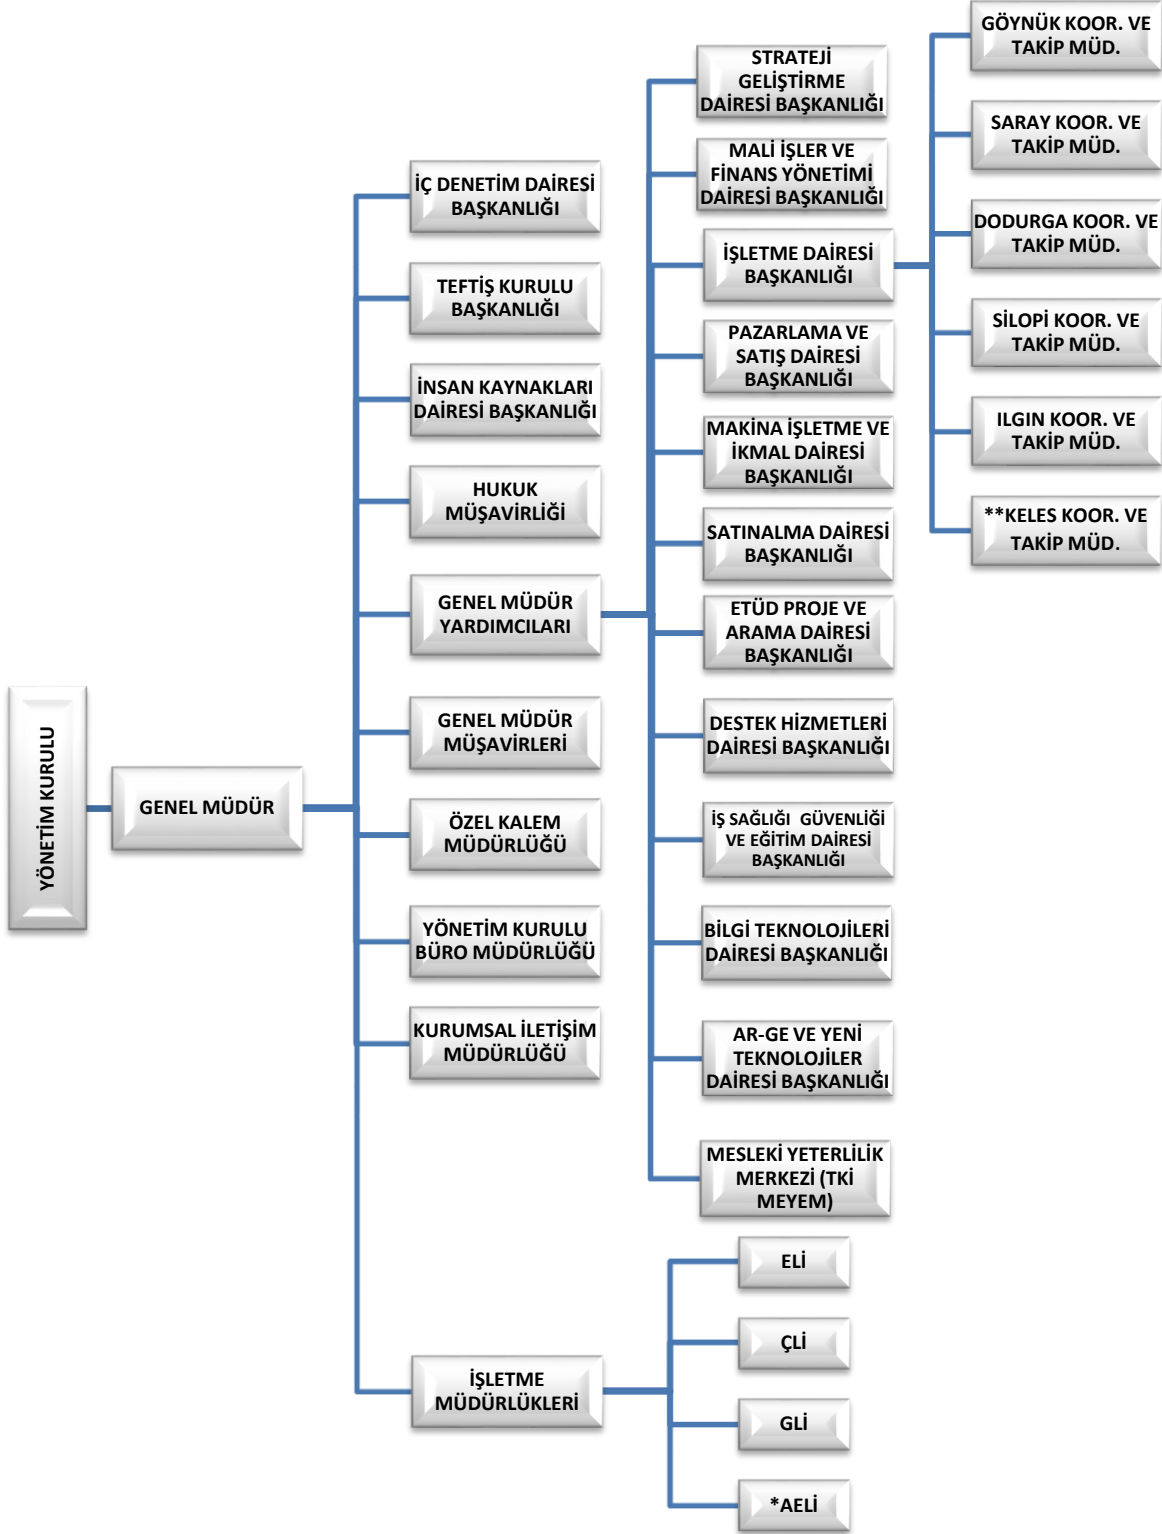 YÖNETİM KURULU
GENEL MÜDÜR
İÇ DENETİM DAİRESİ
BAŞKANLIĞI
TEFTİŞ KURULU
BAŞKANLIĞI
İNSAN KAYNAKLARI
DAİRESİ BAŞKANLIĞI
HUKUK
MÜŞAVİRLİĞİ
GENEL MÜDÜR
YARDIMCILARI
GENEL MÜDÜR
MÜŞAVİRLERİ
ÖZEL KALEM
MÜDÜRLÜĞÜ
YÖNETİM KURULU
BÜRO MÜDÜRLÜĞÜ
KURUMSAL İLETİŞİM
MÜDÜRLÜĞÜ
İŞLETME
MÜDÜRLÜKLERİ
STRATEJİ
GELİŞTİRME
DAİRESİ BAŞKANLIĞI
MALİ İŞLER VE
FİNANS YÖNETİMİ
DAİRESİ BAŞKANLIĞI
İŞLETME DAİRESİ
BAŞKANLIĞI
PAZARLAMA VE
SATIŞ DAİRESİ
BAŞKANLIĞI
MAKİNA İŞLETME VE
İKMAL DAİRESİ
BAŞKANLIĞI
SATINALMA DAİRESİ
BAŞKANLIĞI
ETÜD PROJE VE
ARAMA DAİRESİ
BAŞKANLIĞI
DESTEK HİZMETLERİ
DAİRESİ BAŞKANLIĞI
İŞ SAĞLIĞI GÜVENLİĞİ
VE EĞİTİM DAİRESİ
BAŞKANLIĞI
BİLGİ TEKNOLOJİLERİ
DAİRESİ BAŞKANLIĞI
AR-GE VE YENİ
TEKNOLOJİLER
DAİRESİ BAŞKANLIĞI
MESLEKİ YETERLİLİK
MERKEZİ (TKİ
MEYEM)
ELİ
ÇLİ
GLİ
*AELİ
GÖYNÜK KOOR. VE
TAKİP MÜD.
SARAY KOOR. VE
TAKİP MÜD.
DODURGA KOOR. VE
TAKİP MÜD.
SİLOPİ KOOR. VE
TAKİP MÜD.
ILGIN KOOR. VE
TAKİP MÜD.
**KELES KOOR. VE
TAKİP MÜD.